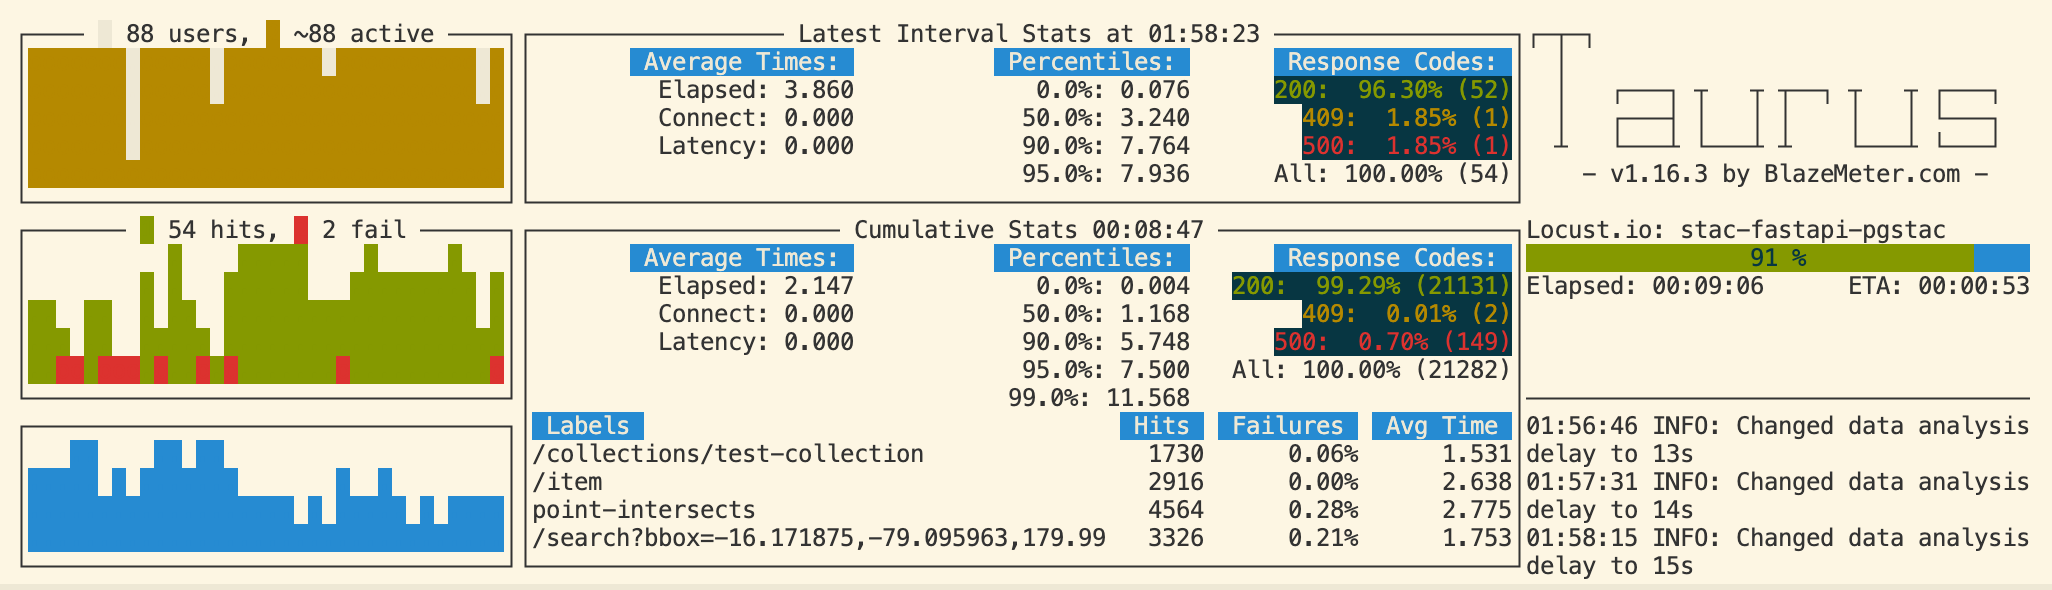 88 users, ~88 active
Latest Interval Stats at 01:58:23
Average Times: Percentiles: Response Codes:
Elapsed: 3.860 0.0%: 0.076 200: 96.30% (52)
Connect: 0.000 50.0%: 3.240 409: 1.85% (1)
Latency: 0.000 90.0%: 7.764 500: 1.85% (1)
95.0%: 7.936 All: 100.00% (54)
Taurus
– v1.16.3 by BlazeMeter.com –
54 hits, 2 fail
Cumulative Stats 00:08:47
Average Times: Percentiles: Response Codes:
Elapsed: 2.147 0.0%: 0.004 200: 99.29% (21131)
Connect: 0.000 50.0%: 1.168 409: 0.01% (2)
Latency: 0.000 90.0%: 5.748 500: 0.70% (149)
95.0%: 7.500 All: 100.00% (21282)
99.0%: 11.568
Labels Hits Failures Avg Time
/collections/test-collection 1730 0.06% 1.531
/item 2916 0.00% 2.638
point-intersects 4564 0.28% 2.775
/search?bbox=-16.171875,-79.095963,179.99 3326 0.21% 1.753
Locust.io: stac-fastapi-pgstac
91 %
Elapsed: 00:09:06 ETA: 00:00:53
01:56:46 INFO: Changed data analysis
delay to 13s
01:57:31 INFO: Changed data analysis
delay to 14s
01:58:15 INFO: Changed data analysis
delay to 15s